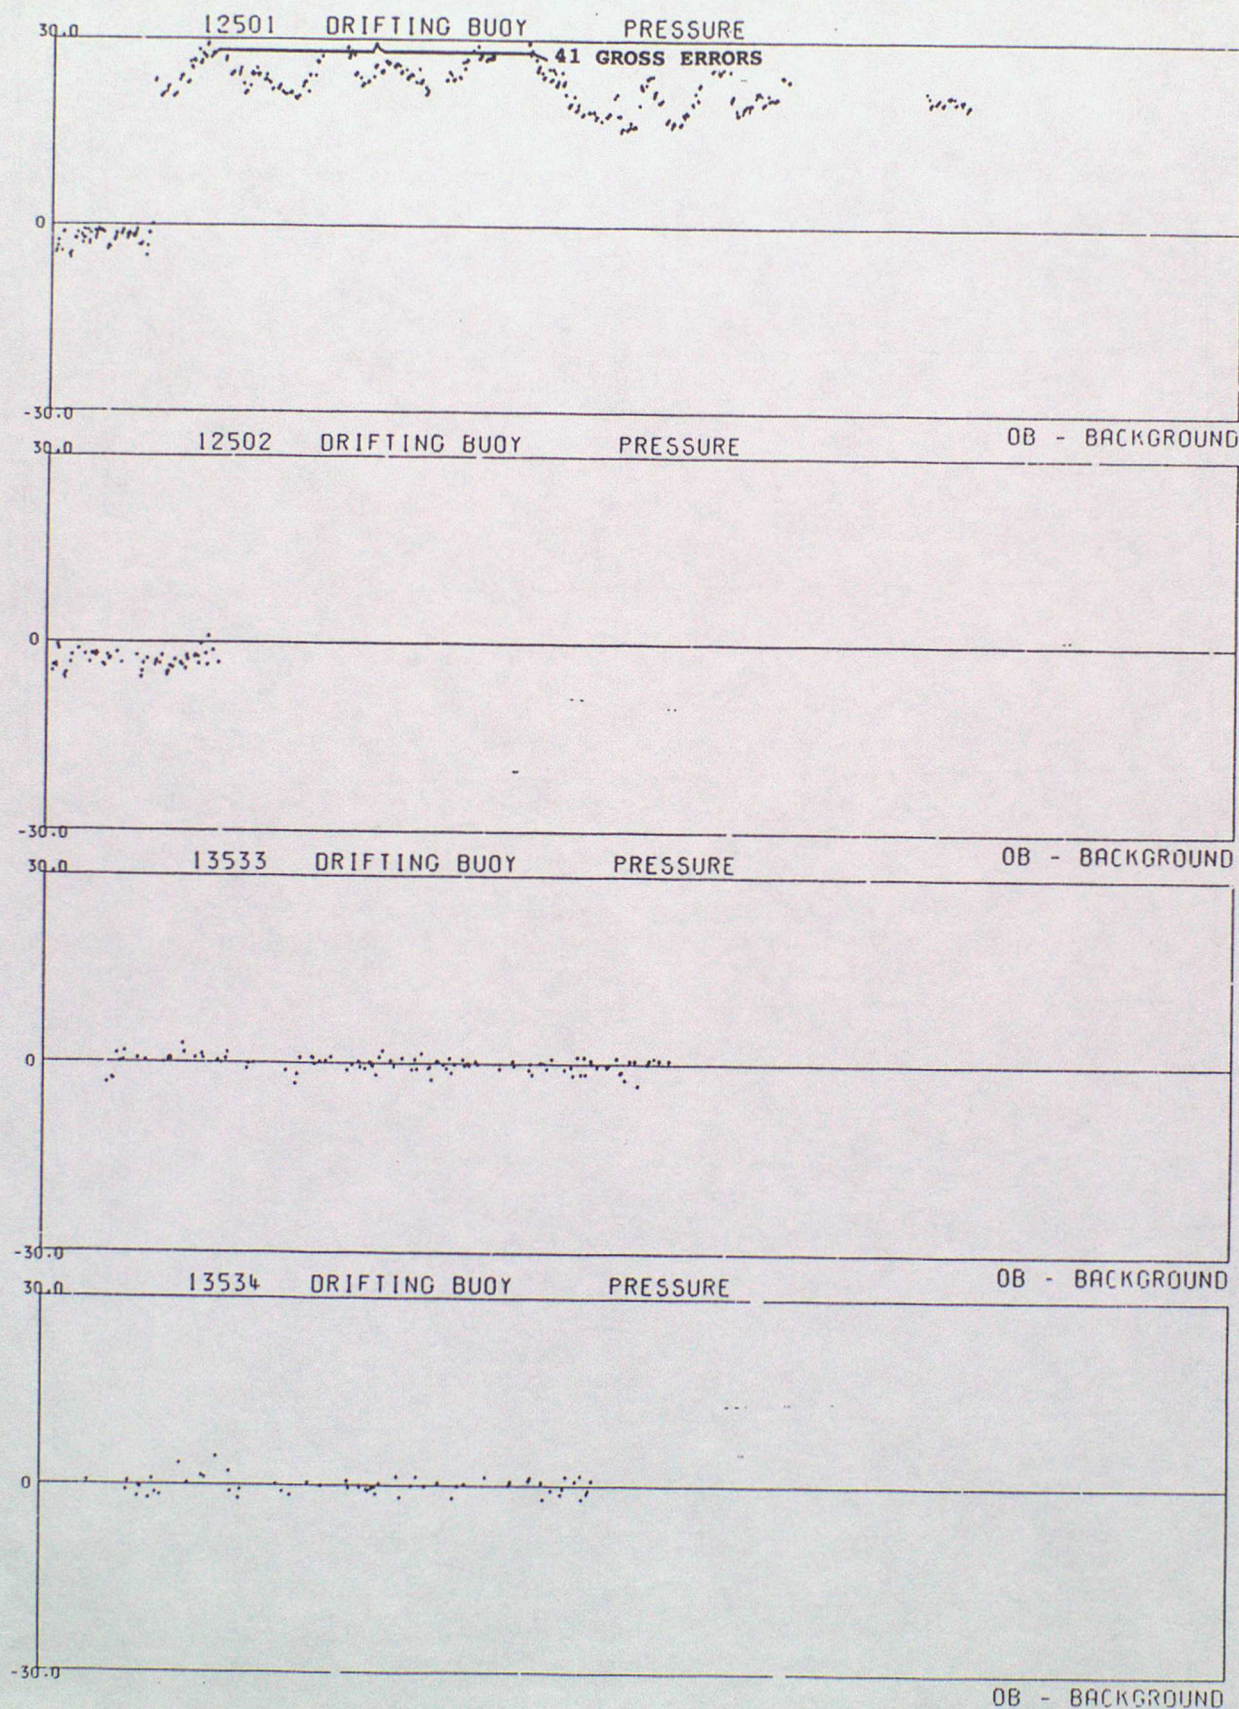 30.0 12501 DRIFTING BUOY PRESSURE
41 GROSS ERRORS
0
-30.0
OB - BACKGROUND
30.0 12502 DRIFTING BUOY PRESSURE
0
-30.0
OB - BACKGROUND
30.0 13533 DRIFTING BUOY PRESSURE
0
-30.0
OB - BACKGROUND
30.0 13534 DRIFTING BUOY PRESSURE
0
-30.0
OB - BACKGROUND